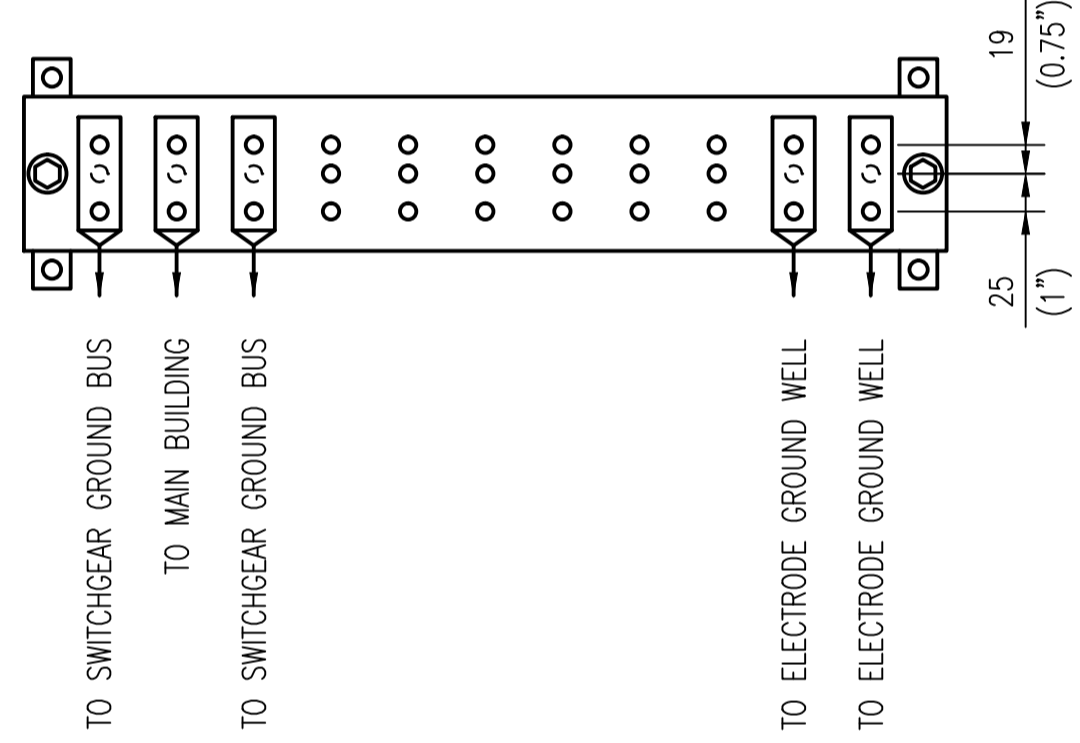 TO SWITCHGEAR GROUND BUS
TO MAIN BUILDING
TO SWITCHGEAR GROUND BUS
TO ELECTRODE GROUND WELL
TO ELECTRODE GROUND WELL
19
(0.75")
25
(1")